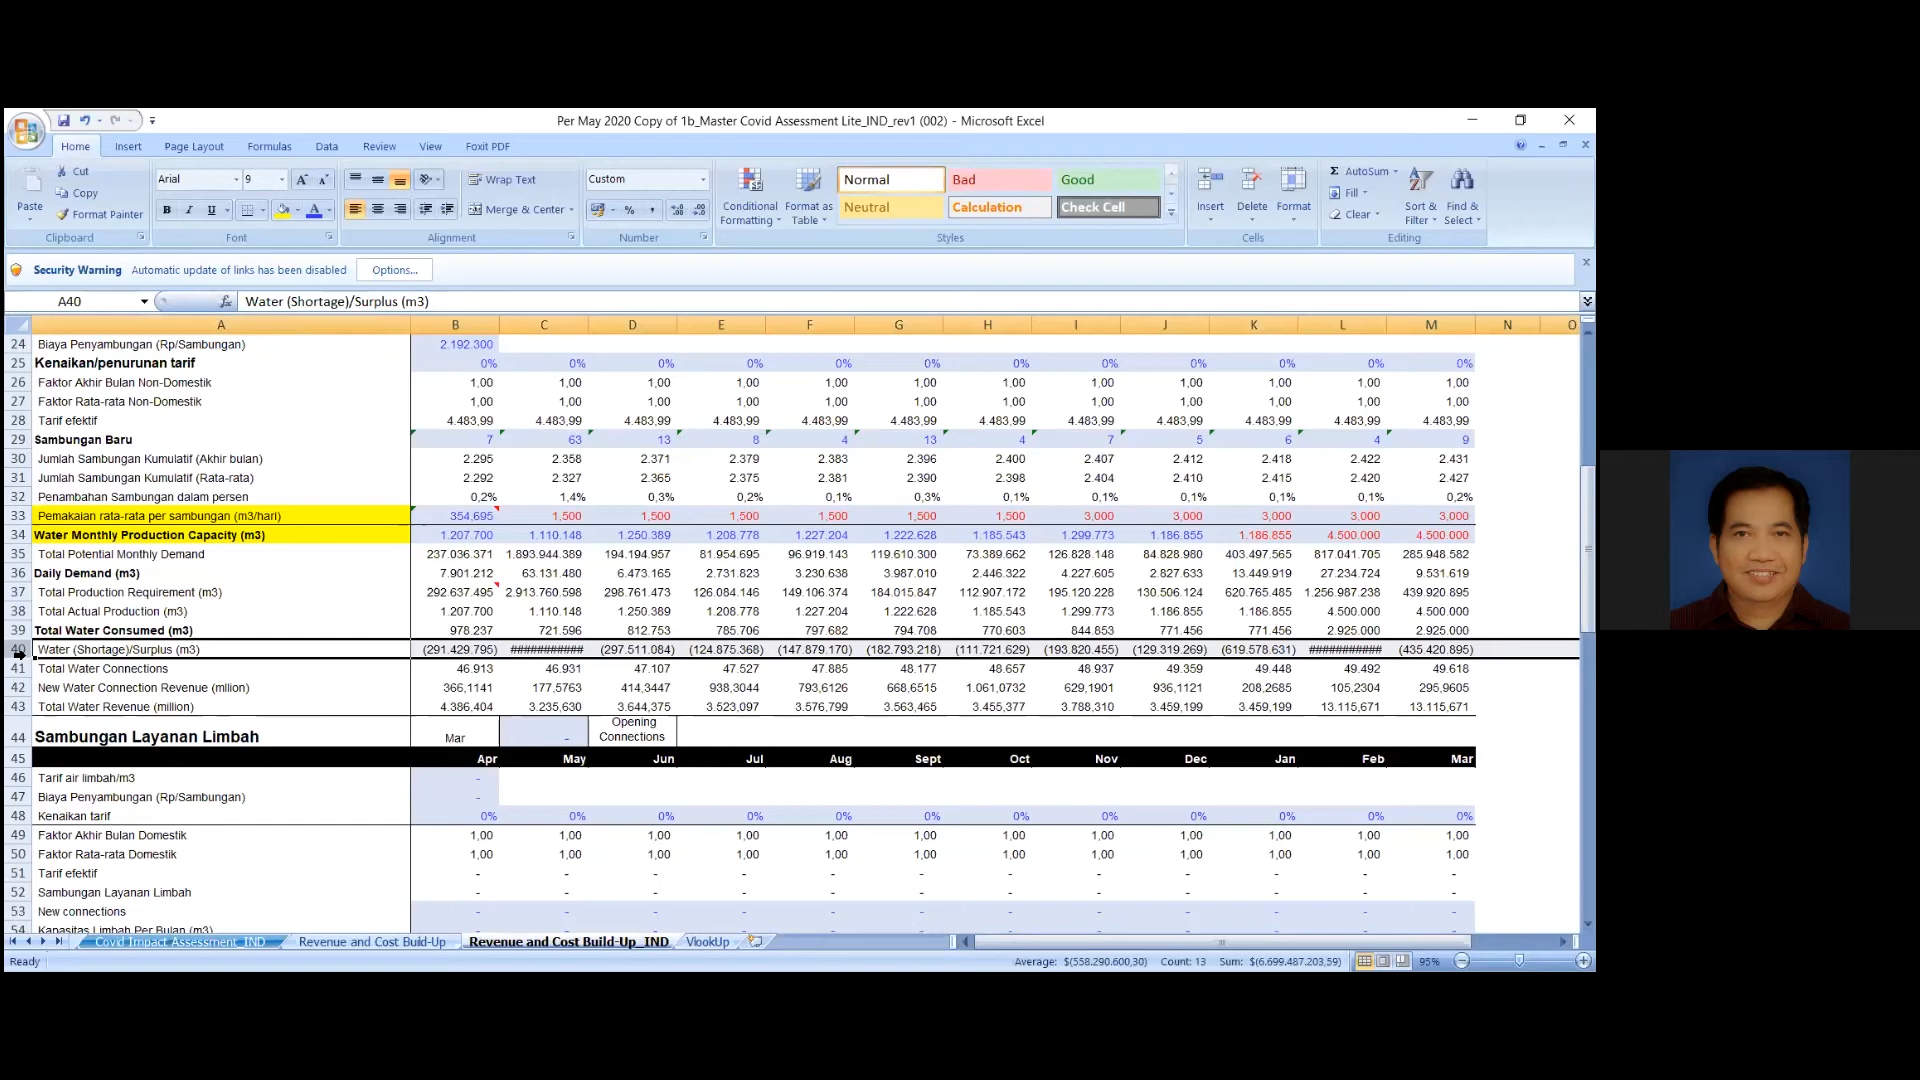 Per May 2020 Copy of 1b_Master Covid Assessment Lite_IND_rev1 (002) - Microsoft Excel
Home Insert Page Layout Formulas Data Review View Foxit PDF
Paste Cut Copy Format Painter Clipboard
Arial 9 B I U Font
Wrap Text Merge & Center Alignment
Custom % , Number
Conditional Formatting Format as Table Normal Bad Good Neutral Calculation Check Cell Styles
Insert Delete Format Cells
Σ AutoSum Fill Clear Sort & Filter Find & Select Editing
Security Warning Automatic update of links has been disabled Options...
A40 fx Water (Shortage)/Surplus (m3)
A B C D E F G H I J K L M N O
24 Biaya Penyambungan (Rp/Sambungan) 2.192.300
25 Kenaikan/penurunan tarif 0% 0% 0% 0% 0% 0% 0% 0% 0% 0% 0% 0%
26 Faktor Akhir Bulan Non-Domestik 1,00 1,00 1,00 1,00 1,00 1,00 1,00 1,00 1,00 1,00 1,00 1,00
27 Faktor Rata-rata Non-Domestik 1,00 1,00 1,00 1,00 1,00 1,00 1,00 1,00 1,00 1,00 1,00 1,00
28 Tarif efektif 4.483,99 4.483,99 4.483,99 4.483,99 4.483,99 4.483,99 4.483,99 4.483,99 4.483,99 4.483,99 4.483,99 4.483,99
29 Sambungan Baru 7 63 13 8 4 13 4 7 5 6 4 9
30 Jumlah Sambungan Kumulatif (Akhir bulan) 2.295 2.358 2.371 2.379 2.383 2.396 2.400 2.407 2.412 2.418 2.422 2.431
31 Jumlah Sambungan Kumulatif (Rata-rata) 2.292 2.327 2.365 2.375 2.381 2.390 2.398 2.404 2.410 2.415 2.420 2.427
32 Penambahan Sambungan dalam persen 0,2% 1,4% 0,3% 0,2% 0,1% 0,3% 0,1% 0,1% 0,1% 0,1% 0,1% 0,2%
33 Pemakaian rata-rata per sambungan (m3/hari) 354,695 1,500 1,500 1,500 1,500 1,500 1,500 3,000 3,000 3,000 3,000 3,000
34 Water Monthly Production Capacity (m3) 1.207.700 1.110.148 1.250.389 1.208.778 1.227.204 1.222.628 1.185.543 1.299.773 1.186.855 1.186.855 4.500.000 4.500.000
35 Total Potential Monthly Demand 237.036.371 1.893.944.389 194.194.957 81.954.695 96.919.143 119.610.300 73.389.662 126.828.148 84.828.980 403.497.565 817.041.705 285.948.582
36 Daily Demand (m3) 7.901.212 63.131.480 6.473.165 2.731.823 3.230.638 3.987.010 2.446.322 4.227.605 2.827.633 13.449.919 27.234.724 9.531.619
37 Total Production Requirement (m3) 292.637.495 2.913.760.598 298.761.473 126.084.146 149.106.374 184.015.847 112.907.172 195.120.228 130.506.124 620.765.485 1.256.987.238 439.920.895
38 Total Actual Production (m3) 1.207.700 1.110.148 1.250.389 1.208.778 1.227.204 1.222.628 1.185.543 1.299.773 1.186.855 1.186.855 4.500.000 4.500.000
39 Total Water Consumed (m3) 978.237 721.596 812.753 785.706 797.682 794.708 770.603 844.853 771.456 771.456 2.925.000 2.925.000
40 Water (Shortage)/Surplus (m3) (291.429.795) ########### (297.511.084) (124.875.368) (147.879.170) (182.793.218) (111.721.629) (193.820.455) (129.319.269) (619.578.631) ########### (435.420.895)
41 Total Water Connections 46.913 46.931 47.107 47.527 47.885 48.177 48.657 48.937 49.359 49.448 49.492 49.618
42 New Water Connection Revenue (mllion) 366,1141 177,5763 414,3447 938,3044 793,6126 668,6515 1.061,0732 629,1901 936,1121 208,2685 105,2304 295,9605
43 Total Water Revenue (million) 4.386,404 3.235,630 3.644,375 3.523,097 3.576,799 3.563,465 3.455,377 3.788,310 3.459,199 3.459,199 13.115,671 13.115,671
44 Sambungan Layanan Limbah Mar - Opening Connections
45 Apr May Jun Jul Aug Sept Oct Nov Dec Jan Feb Mar
46 Tarif air limbah/m3 -
47 Biaya Penyambungan (Rp/Sambungan) -
48 Kenaikan tarif 0% 0% 0% 0% 0% 0% 0% 0% 0% 0% 0% 0%
49 Faktor Akhir Bulan Domestik 1,00 1,00 1,00 1,00 1,00 1,00 1,00 1,00 1,00 1,00 1,00 1,00
50 Faktor Rata-rata Domestik 1,00 1,00 1,00 1,00 1,00 1,00 1,00 1,00 1,00 1,00 1,00 1,00
51 Tarif efektif - - - - - - - - - - - -
52 Sambungan Layanan Limbah - - - - - - - - - - - -
53 New connections - - - - - - - - - - - -
54 Kapasitas Limbah Per Bulan (m3)
Covid Impact Assessment_IND Revenue and Cost Build-Up Revenue and Cost Build-Up_IND VlookUp
Ready Average: $(558.290.600,30) Count: 13 Sum: $(6.699.487.203,59) 95%